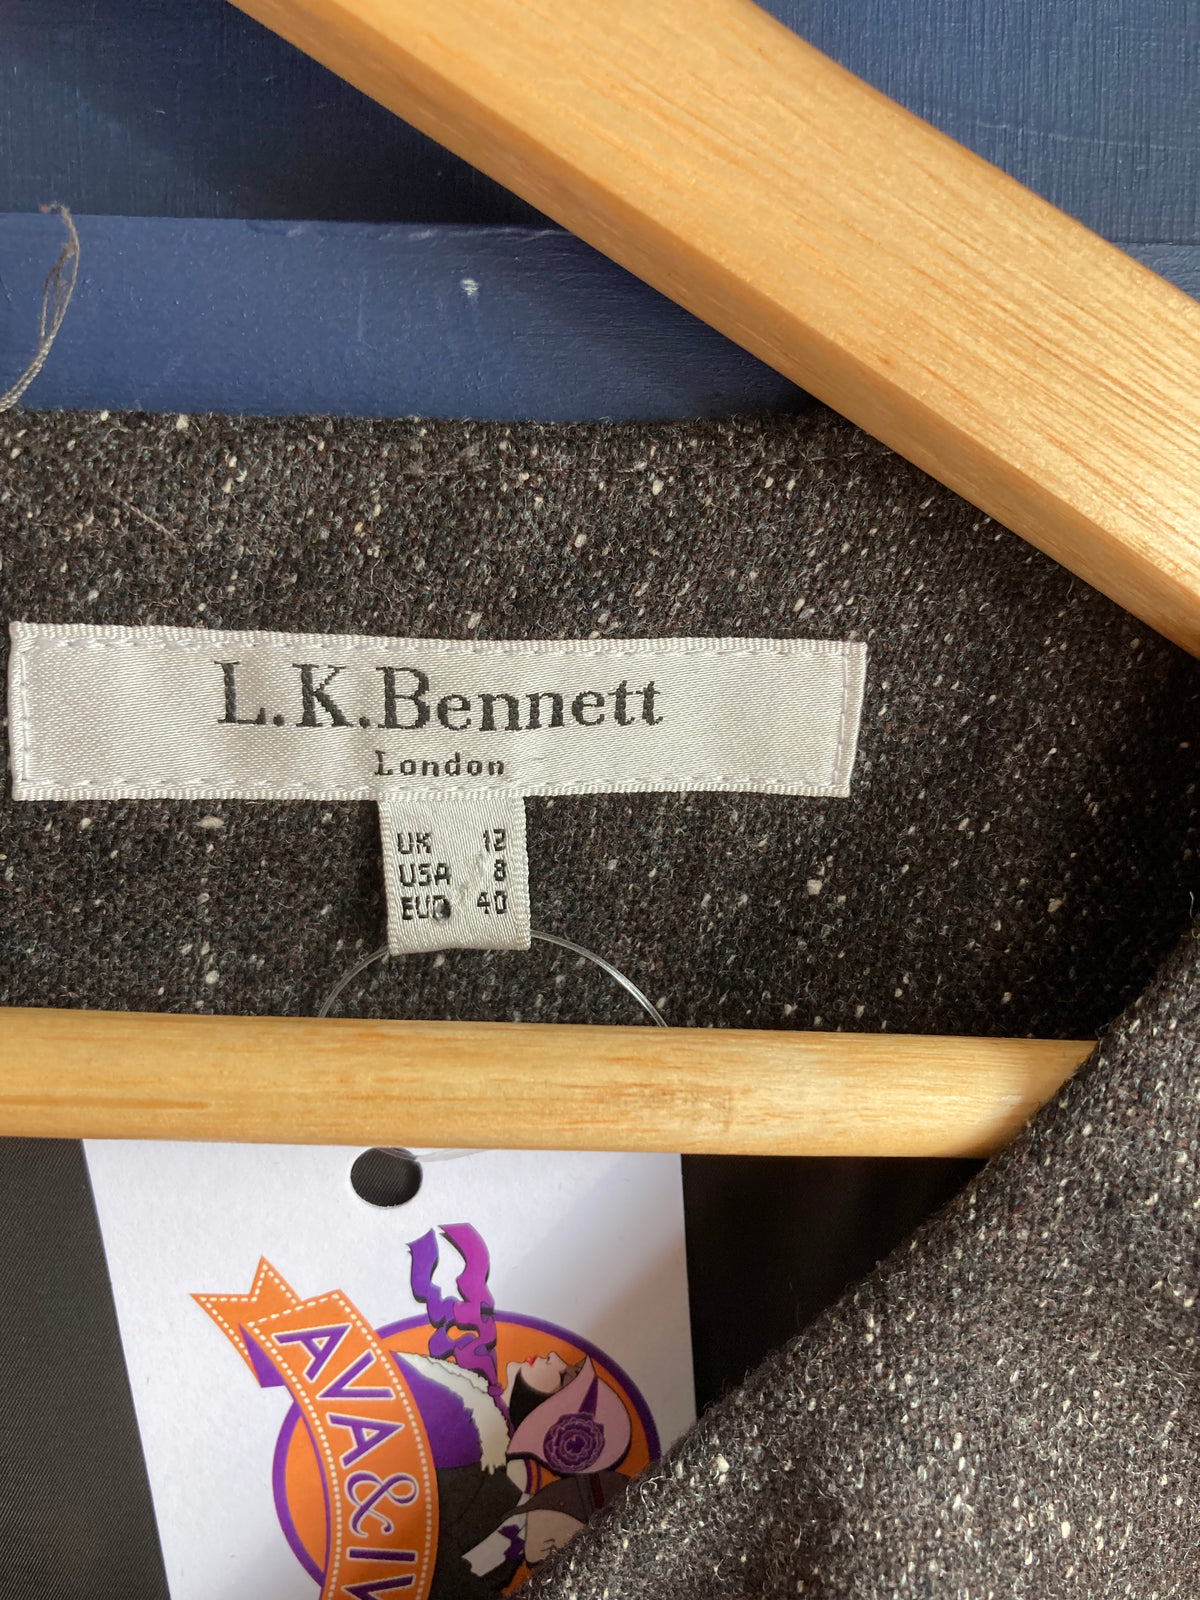 L.K.Bennett
London
UK 12
USA 8
EUR 40
AVA & IV